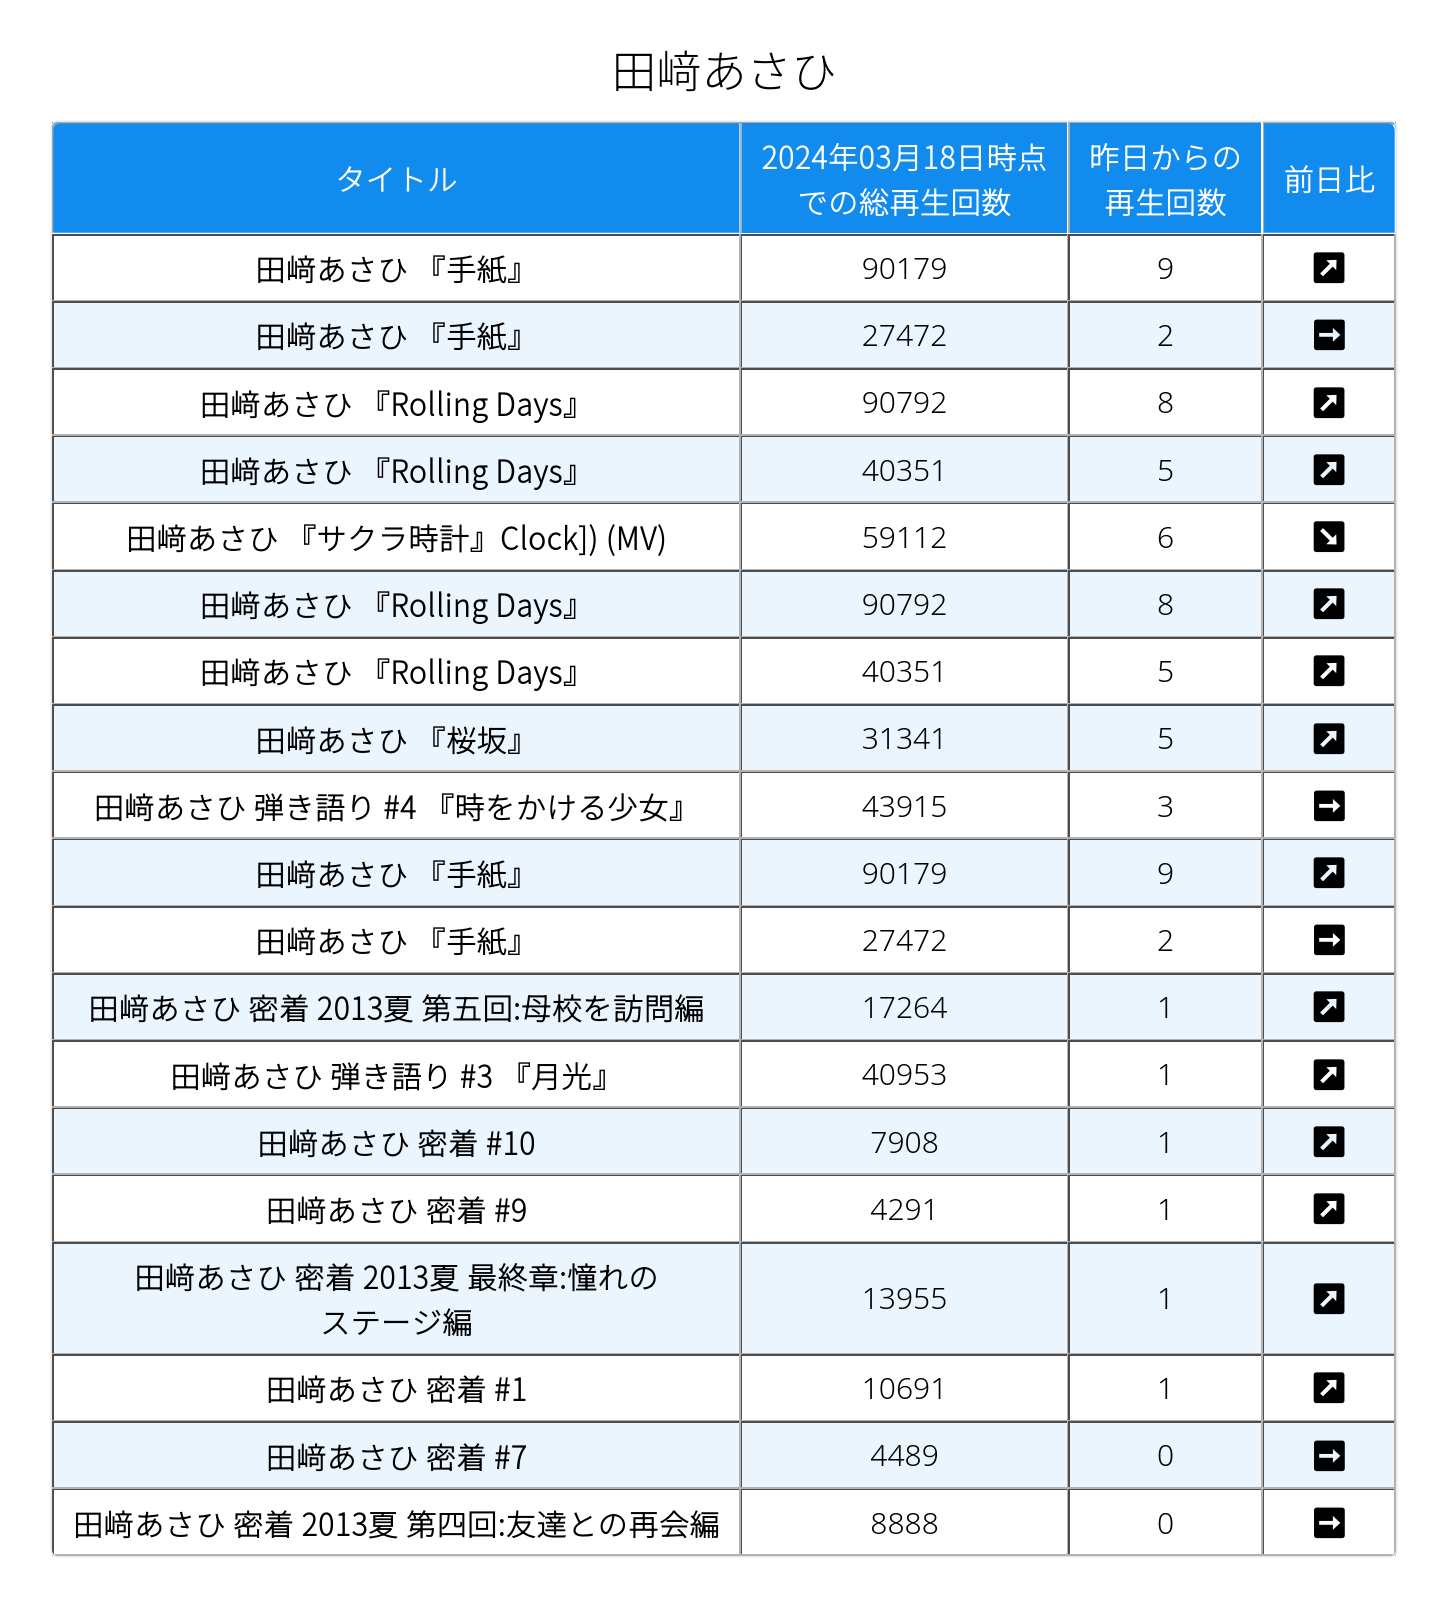 田﨑あさひ
タイトル
2024年03月18日時点
での総再生回数
昨日からの
再生回数
前日比
田﨑あさひ 『手紙』 90179 9
田﨑あさひ 『手紙』 27472 2
田﨑あさひ 『Rolling Days』 90792 8
田﨑あさひ 『Rolling Days』 40351 5
田﨑あさひ 『サクラ時計』Clock]) (MV) 59112 6
田﨑あさひ 『Rolling Days』 90792 8
田﨑あさひ 『Rolling Days』 40351 5
田﨑あさひ 『桜坂』 31341 5
田﨑あさひ 弾き語り #4 『時をかける少女』 43915 3
田﨑あさひ 『手紙』 90179 9
田﨑あさひ 『手紙』 27472 2
田﨑あさひ 密着 2013夏 第五回:母校を訪問編 17264 1
田﨑あさひ 弾き語り #3 『月光』 40953 1
田﨑あさひ 密着 #10 7908 1
田﨑あさひ 密着 #9 4291 1
田﨑あさひ 密着 2013夏 最終章:憧れの
ステージ編 13955 1
田﨑あさひ 密着 #1 10691 1
田﨑あさひ 密着 #7 4489 0
田﨑あさひ 密着 2013夏 第四回:友達との再会編 8888 0